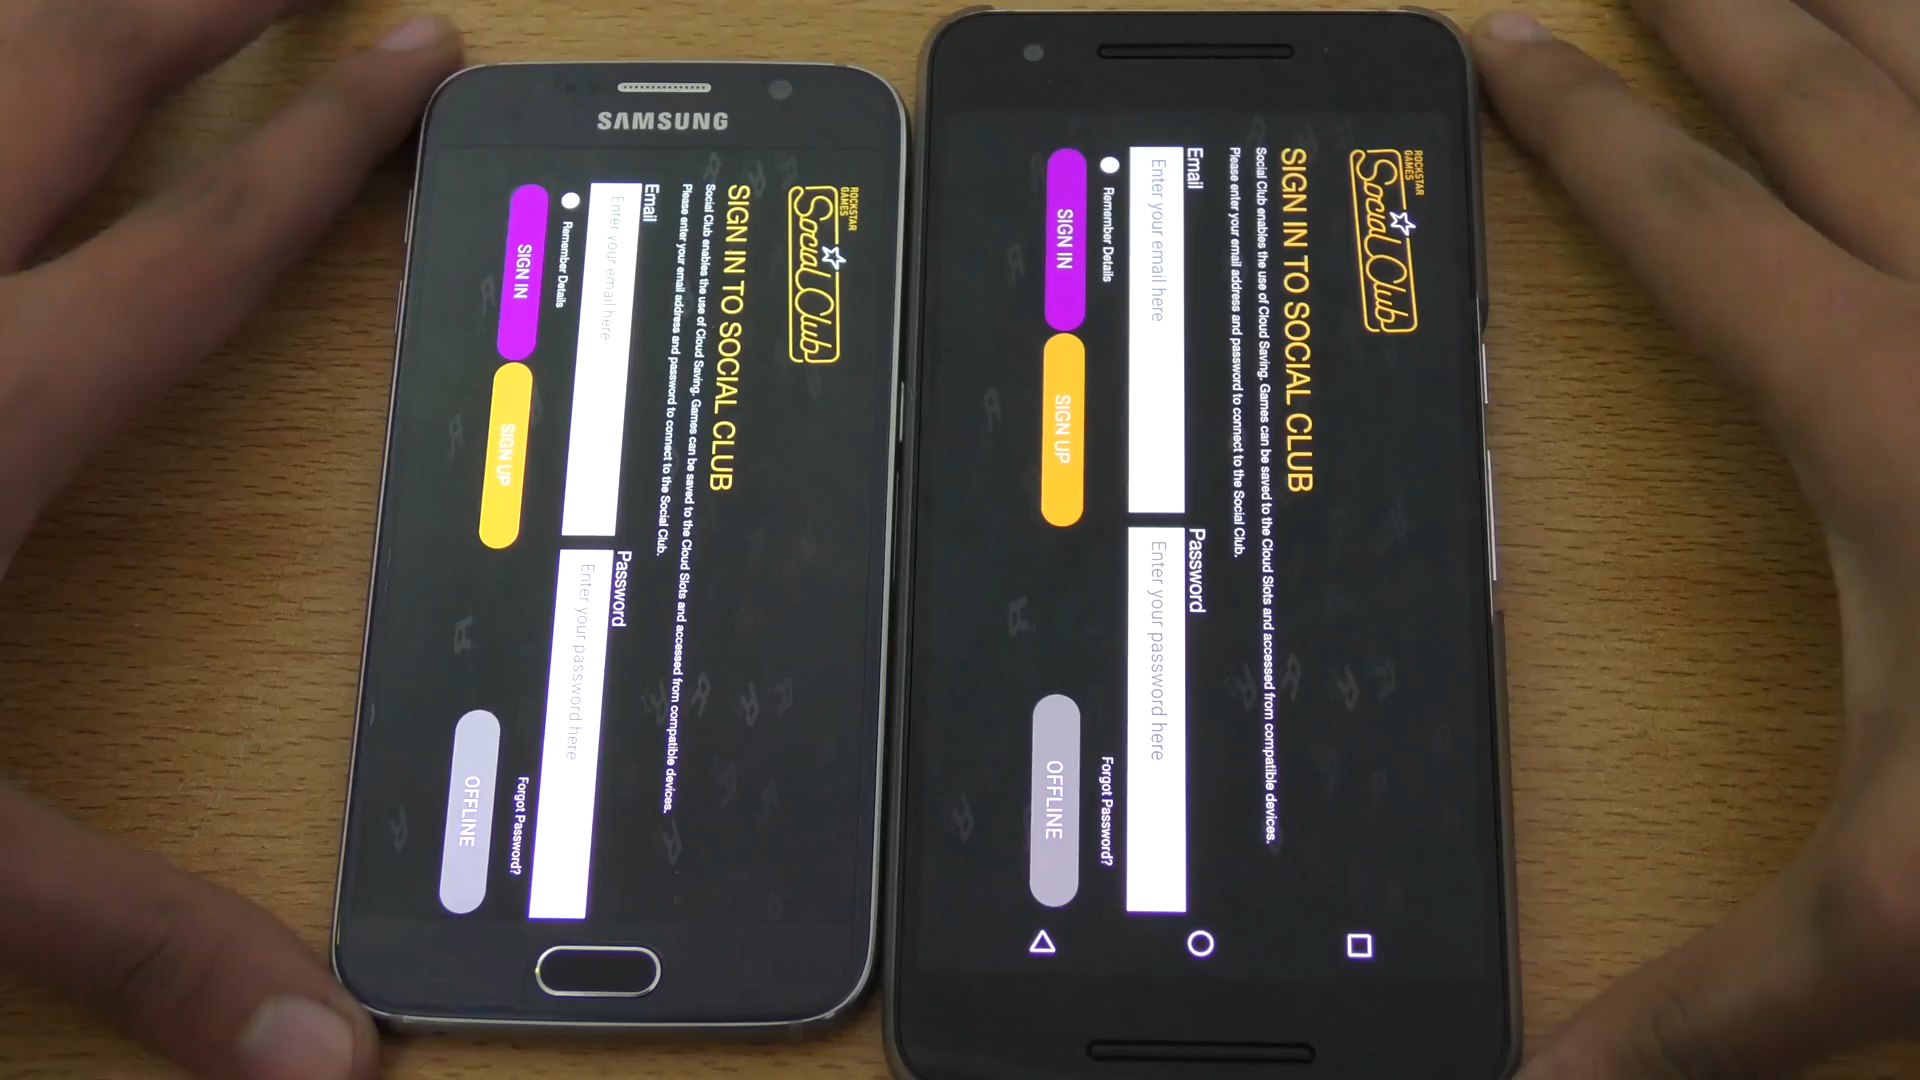 SAMSUNG
ROCKSTAR
GAMES
Social Club
SIGN IN TO SOCIAL CLUB
Social Club enables the use of Cloud Saving. Games can be saved to the Cloud Slots and accessed from compatible devices.
Please enter your email address and password to connect to the Social Club.
Email
Password
Enter your email here
Enter your password here
Remember Details
Forgot Password?
SIGN IN
SIGN UP
OFFLINE
ROCKSTAR
GAMES
Social Club
SIGN IN TO SOCIAL CLUB
Social Club enables the use of Cloud Saving. Games can be saved to the Cloud Slots and accessed from compatible devices.
Please enter your email address and password to connect to the Social Club.
Email
Password
Enter your email here
Enter your password here
Remember Details
Forgot Password?
SIGN IN
SIGN UP
OFFLINE